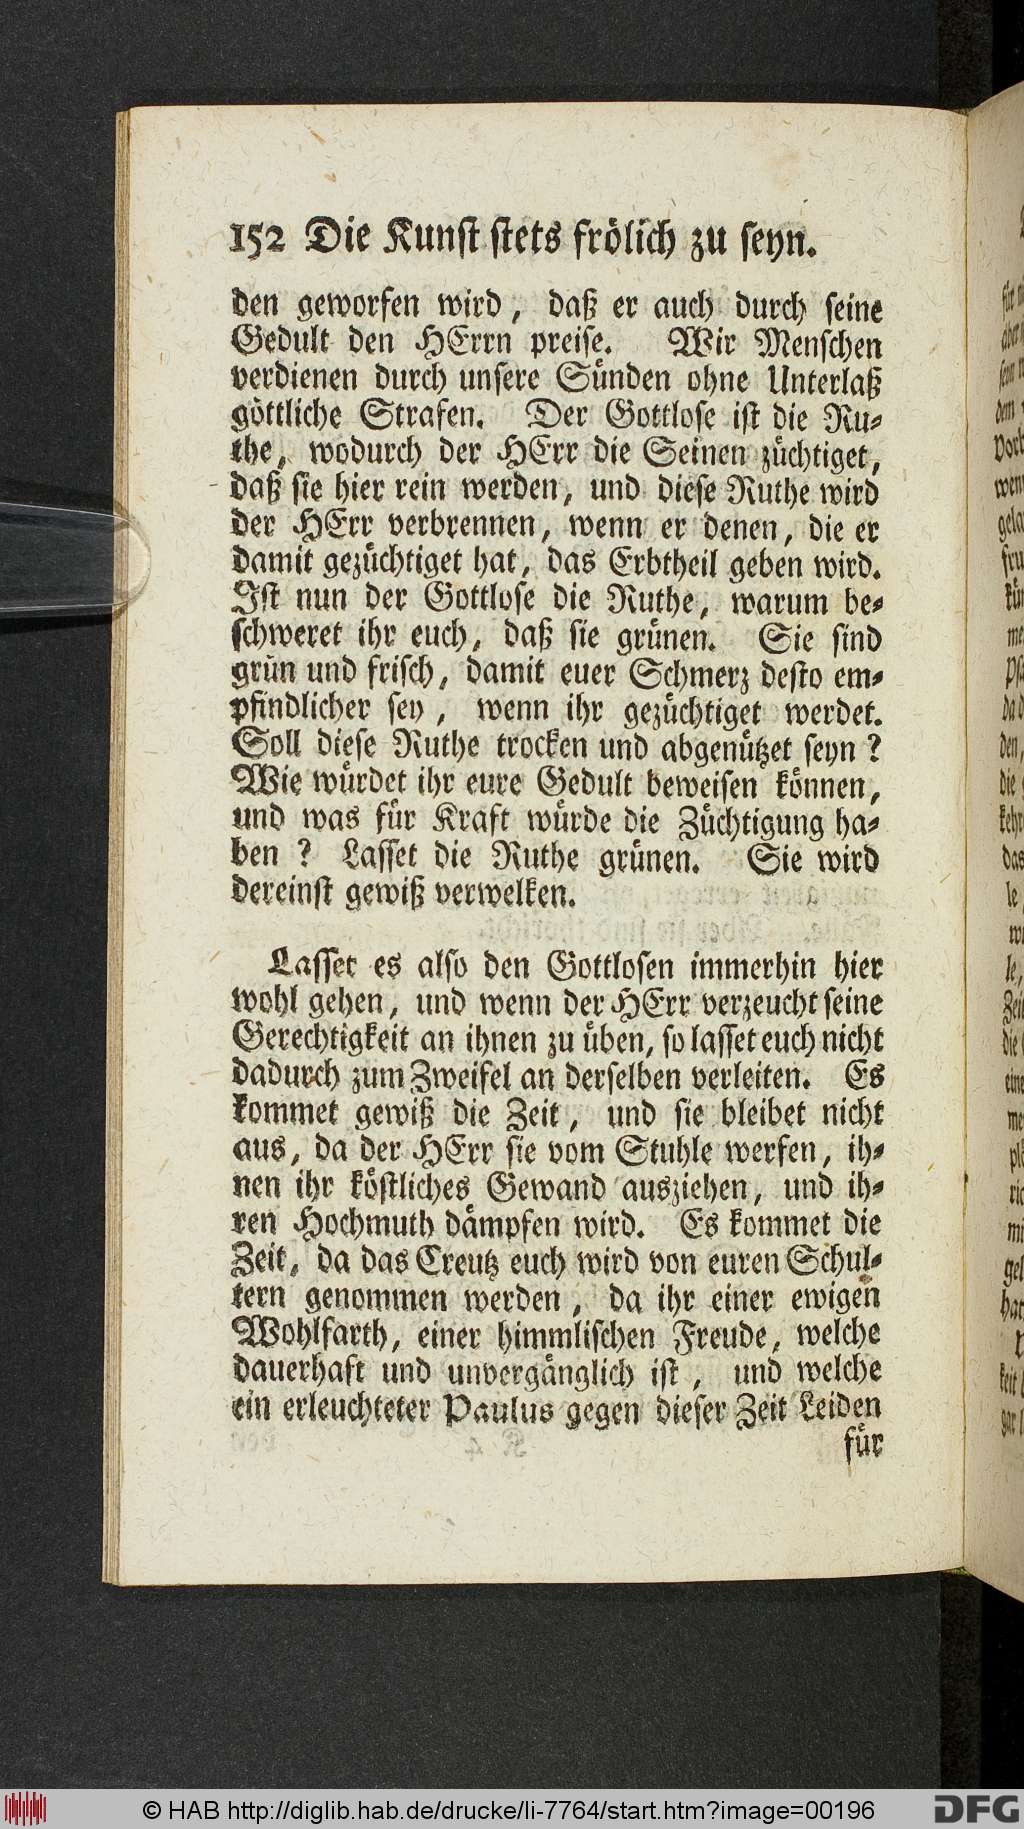 152 Die Kunst stets frölich zu seyn.
den geworfen wird, daß er auch durch seine
Gedult den HErrn preise. Wir Menschen
verdienen durch unsere Sünden ohne Unterlaß
göttliche Strafen. Der Gottlose ist die Ru-
the, wodurch der HErr die Seinen züchtiget,
daß sie hier rein werden, und diese Ruthe wird
der HErr verbrennen, wenn er denen, die er
damit gezüchtiget hat, das Erbtheil geben wird.
Ist nun der Gottlose die Ruthe, warum be-
schweret ihr euch, daß sie grünen. Sie sind
grün und frisch, damit euer Schmerz desto em-
pfindlicher sey, wenn ihr gezüchtiget werdet.
Soll diese Ruthe trocken und abgenützet seyn?
Wie würdet ihr eure Gedult beweisen können,
und was für Kraft würde die Züchtigung ha-
ben? Lasset die Ruthe grünen. Sie wird
dereinst gewiß verwelken.
Lasset es also den Gottlosen immerhin hier
wohl gehen, und wenn der HErr verzeucht seine
Gerechtigkeit an ihnen zu üben, so lasset euch nicht
dadurch zum Zweifel an derselben verleiten. Es
kommet gewiß die Zeit, und sie bleibet nicht
aus, da der HErr sie vom Stuhle werfen, ih-
nen ihr köstliches Gewand ausziehen, und ih-
ren Hochmuth dämpfen wird. Es kommet die
Zeit, da das Creutz euch wird von euren Schul-
tern genommen werden, da ihr einer ewigen
Wohlfarth, einer himmlischen Freude, welche
dauerhaft und unvergänglich ist, und welche
ein erleuchteter Paulus gegen dieser Zeit Leiden
für
© HAB http://diglib.hab.de/drucke/li-7764/start.htm?image=00196
DFG